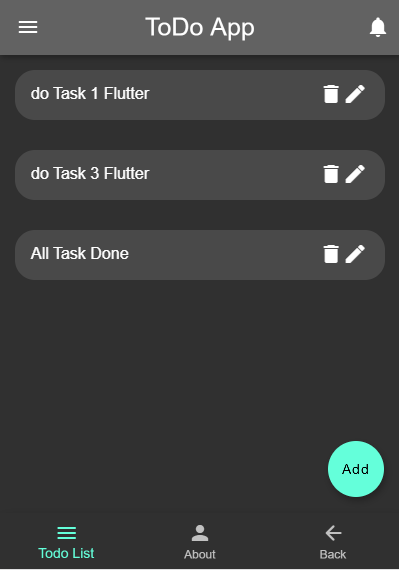 ToDo App
do Task 1 Flutter
do Task 3 Flutter
All Task Done
Add
Todo List
About
Back